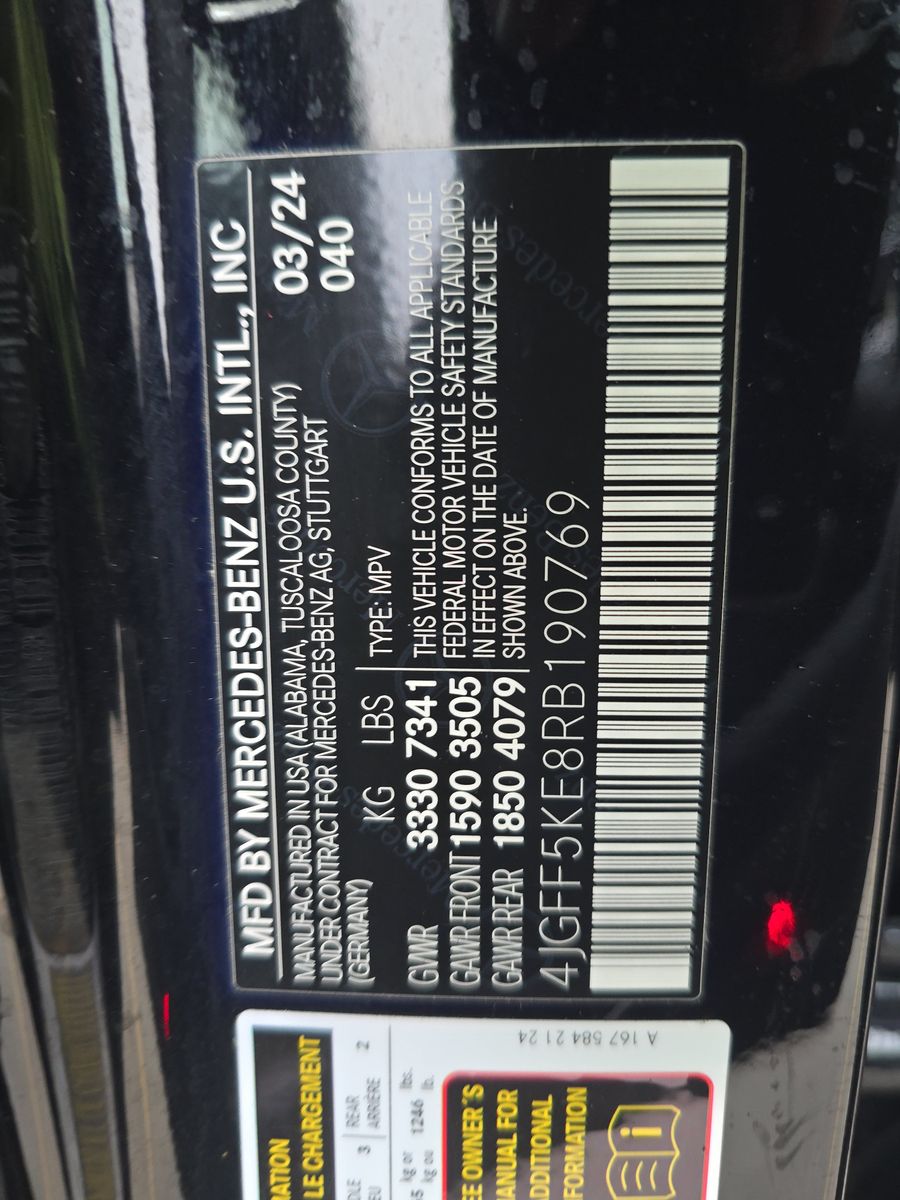 MFD BY MERCEDES-BENZ U.S. INTL., INC
MANUFACTURED IN USA (ALABAMA, TUSCALOOSA COUNTY) 03/24
UNDER CONTRACT FOR MERCEDES-BENZ AG, STUTTGART 040
(GERMANY)
KG LBS TYPE: MPV
GVWR 3330 7341 THIS VEHICLE CONFORMS TO ALL APPLICABLE
GAWR FRONT 1590 3505 FEDERAL MOTOR VEHICLE SAFETY STANDARDS
GAWR REAR 1850 4079 IN EFFECT ON THE DATE OF MANUFACTURE
SHOWN ABOVE.
4JGFF5KE8RB190769
LE CHARGEMENT
3 REAR 2
ARRIÈRE
kg or 1246 lbs.
kg ou lb.
OWNER'S
MANUAL FOR
ADDITIONAL
INFORMATION
A 167 584 21 24